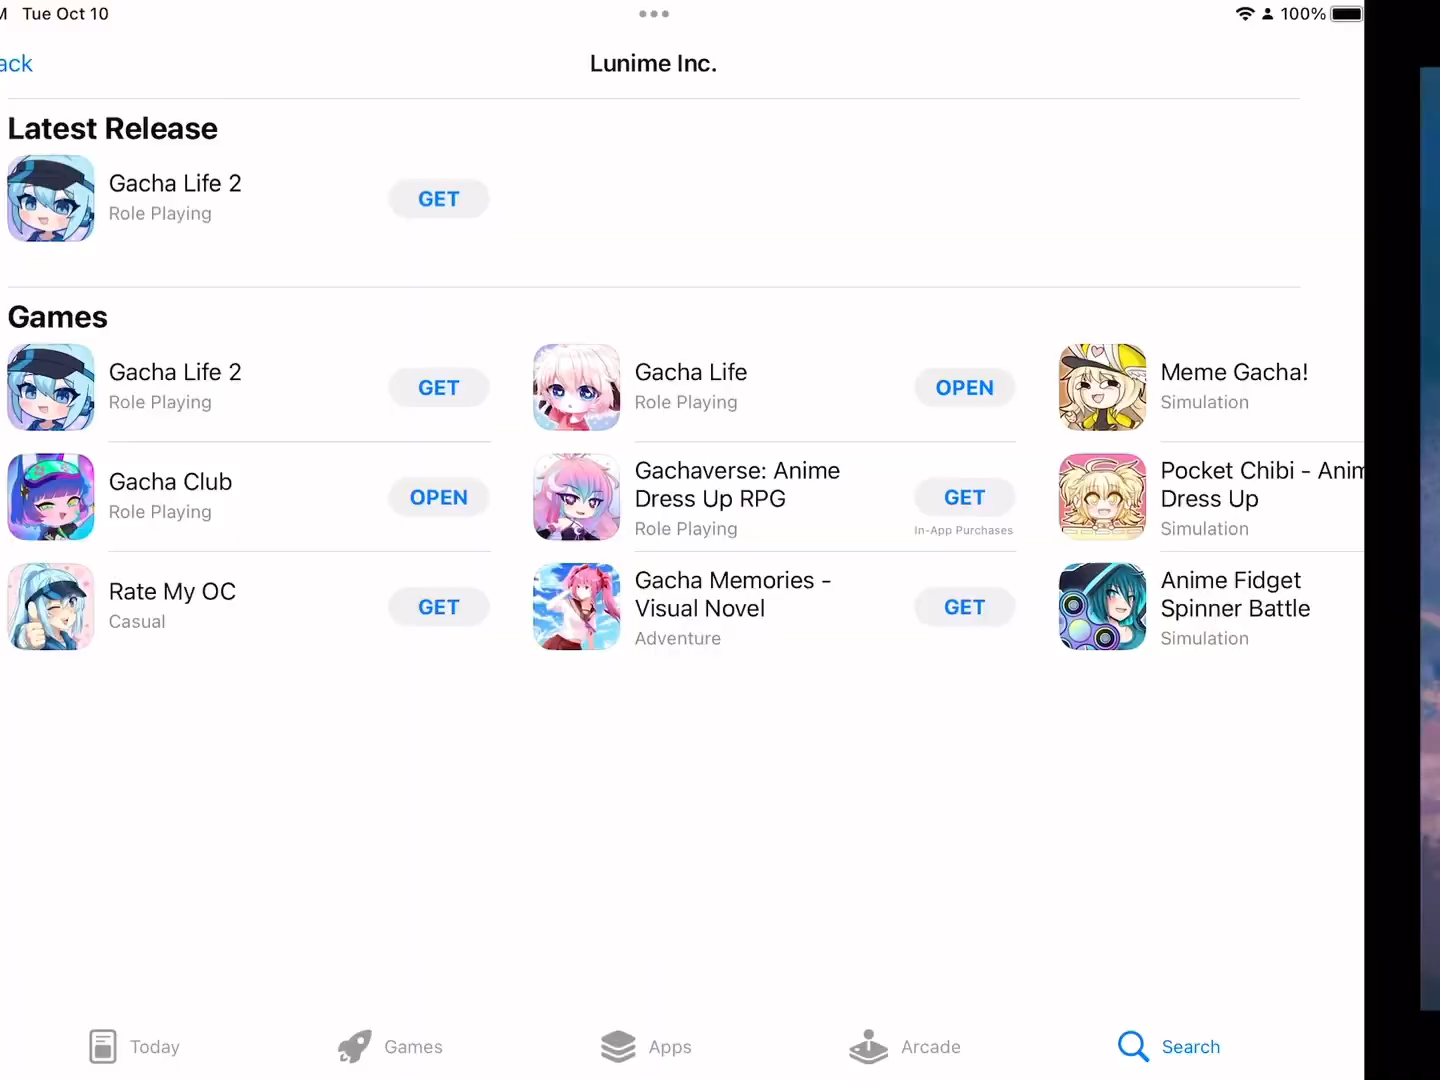 Tue Oct 10
100%
ack
Lunime Inc.
Latest Release
Gacha Life 2
Role Playing
GET
Games
Gacha Life 2
Role Playing
GET
Gacha Life
Role Playing
OPEN
Meme Gacha!
Simulation
Gacha Club
Role Playing
OPEN
Gachaverse: Anime
Dress Up RPG
Role Playing
GET
In-App Purchases
Pocket Chibi - Anim
Dress Up
Simulation
Rate My OC
Casual
GET
Gacha Memories -
Visual Novel
Adventure
GET
Anime Fidget
Spinner Battle
Simulation
Today
Games
Apps
Arcade
Search